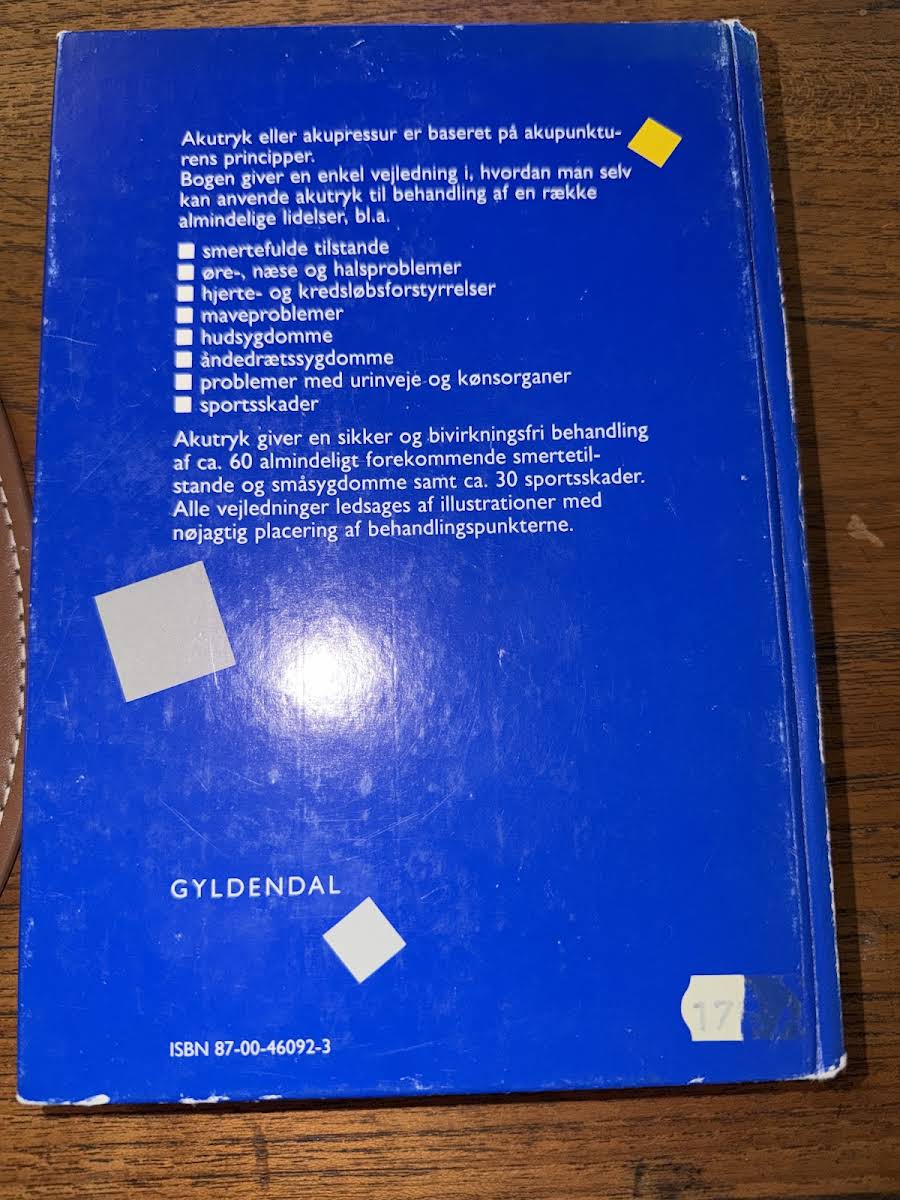 Akutryk eller akupressur er baseret på akupunktu-
rens principper.
Bogen giver en enkel vejledning i, hvordan man selv
kan anvende akutryk til behandling af en række
almindelige lidelser, bl.a.
smertefulde tilstande
øre-, næse og halsproblemer
hjerte- og kredsløbsforstyrrelser
maveproblemer
hudsygdomme
åndedrætssygdomme
problemer med urinveje og kønsorganer
sportsskader
Akutryk giver en sikker og bivirkningsfri behandling
af ca. 60 almindeligt forekommende smertetil-
stande og småsygdomme samt ca. 30 sportsskader.
Alle vejledninger ledsages af illustrationer med
nøjagtig placering af behandlingspunkterne.
GYLDENDAL
17
ISBN 87-00-46092-3